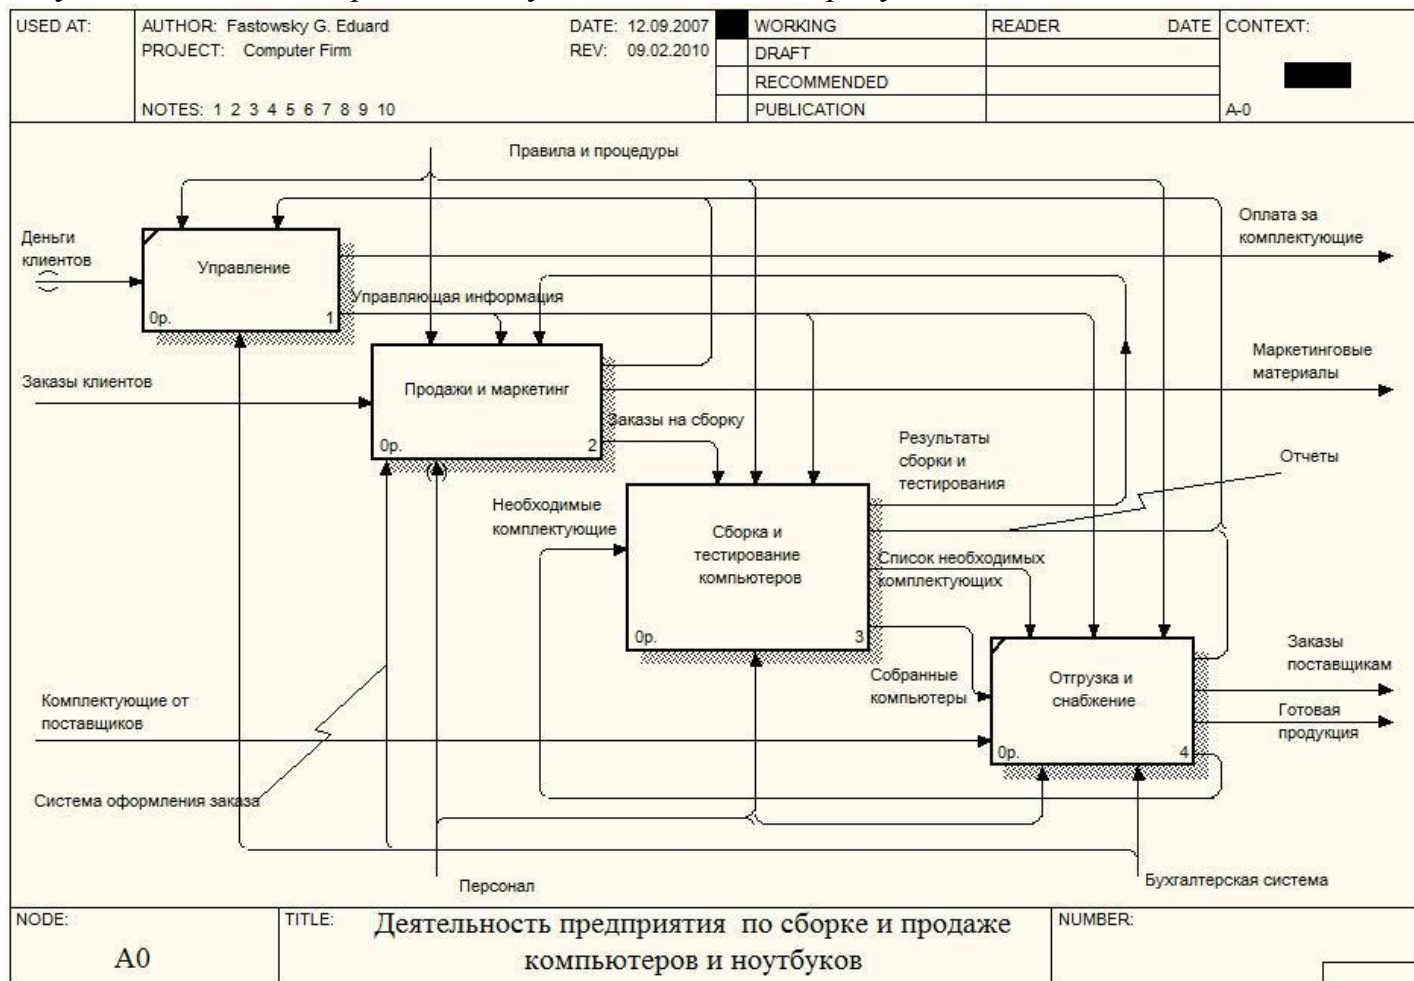 USED AT:
AUTHOR: Fastowsky G. Eduard
DATE: 12.09.2007
PROJECT: Computer Firm
REV: 09.02.2010
NOTES: 1 2 3 4 5 6 7 8 9 10
WORKING
DRAFT
RECOMMENDED
PUBLICATION
READER
DATE
CONTEXT:
A-0
Правила и процедуры
Деньги
клиентов
Управление
0р.
1
Оплата за
комплектующие
Управляющая информация
Заказы клиентов
Продажи и маркетинг
0р.
2
Маркетинговые
материалы
Заказы на сборку
Результаты
сборки и
тестирования
Отчеты
Необходимые
комплектующие
Сборка и
тестирование
компьютеров
0р.
3
Список необходимых
комплектующих
Собранные
компьютеры
Отгрузка и
снабжение
0р.
4
Заказы
поставщикам
Готовая
продукция
Комплектующие от
поставщиков
Система оформления заказа
Персонал
Бухгалтерская система
NODE:
A0
TITLE:
Деятельность предприятия по сборке и продаже
компьютеров и ноутбуков
NUMBER: